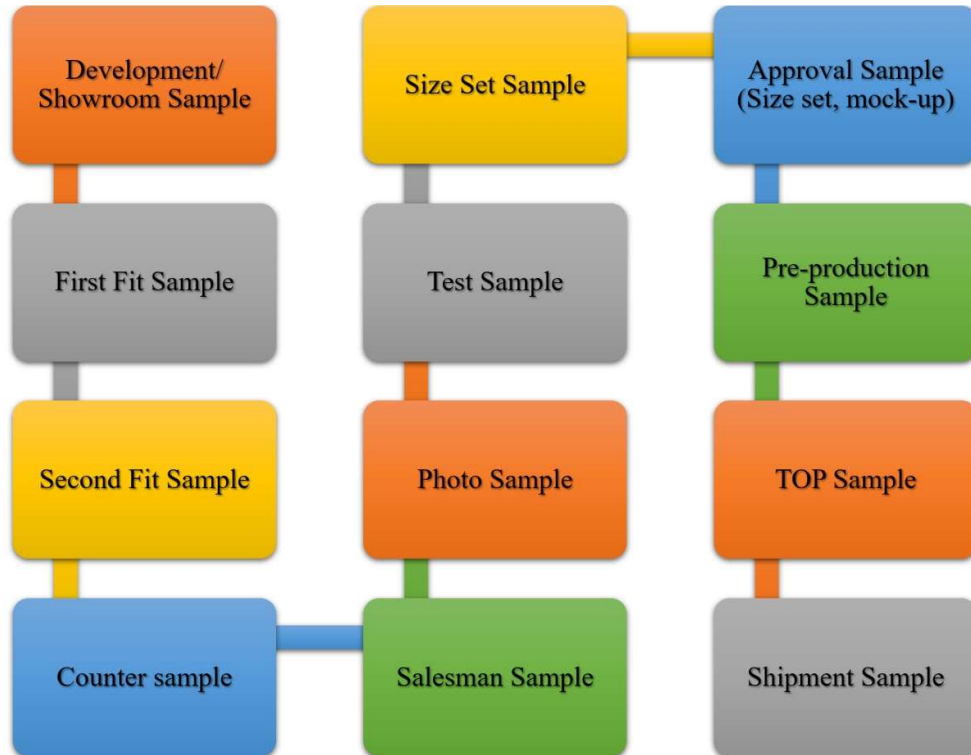 Development/
Showroom Sample
First Fit Sample
Second Fit Sample
Counter sample
Salesman Sample
Photo Sample
Test Sample
Size Set Sample
Approval Sample
(Size set, mock-up)
Pre-production
Sample
TOP Sample
Shipment Sample